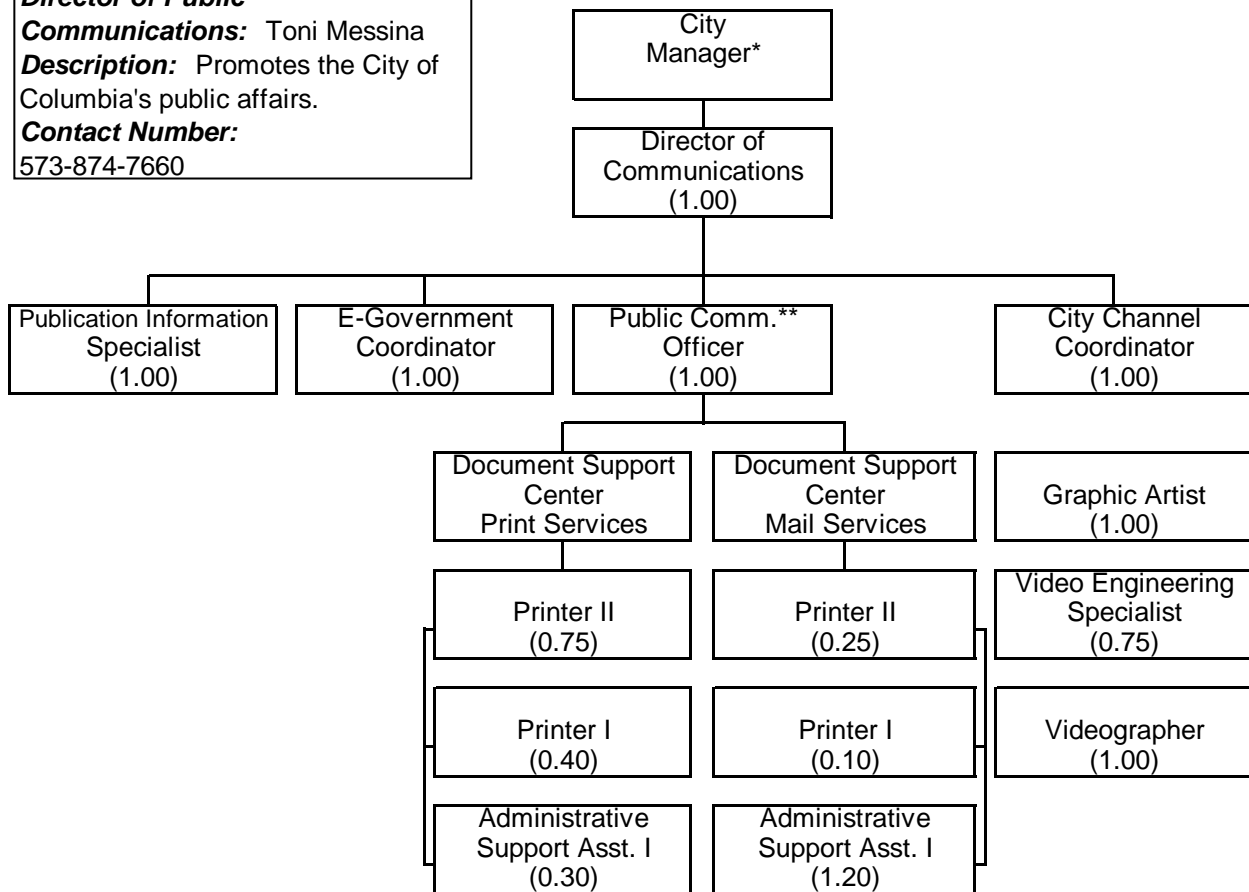 Director of Public
Communications: Toni Messina
Description: Promotes the City of
Columbia's public affairs.
Contact Number:
573-874-7660
City
Manager*
Director of
Communications
(1.00)
Publication Information
Specialist
(1.00)
E-Government
Coordinator
(1.00)
Public Comm.**
Officer
(1.00)
City Channel
Coordinator
(1.00)
Document Support
Center
Print Services
Document Support
Center
Mail Services
Graphic Artist
(1.00)
Printer II
(0.75)
Printer II
(0.25)
Video Engineering
Specialist
(0.75)
Printer I
(0.40)
Printer I
(0.10)
Videographer
(1.00)
Administrative
Support Asst. I
(0.30)
Administrative
Support Asst. I
(1.20)